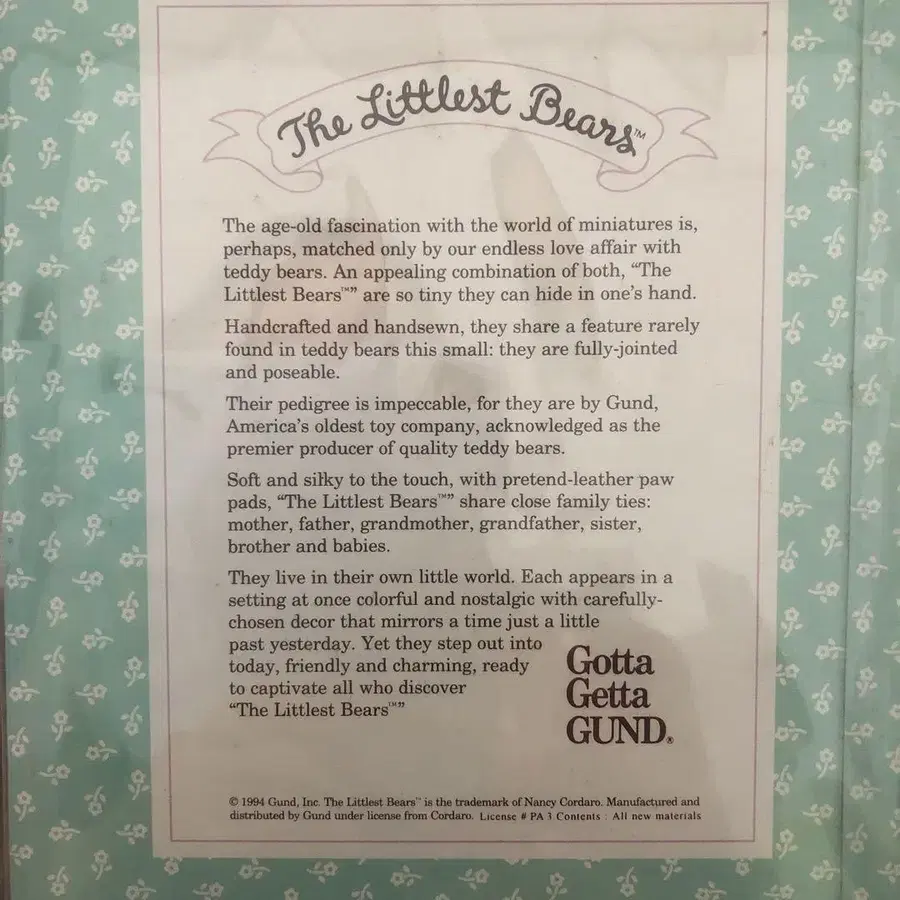 The Littlest Bears™
The age-old fascination with the world of miniatures is,
perhaps, matched only by our endless love affair with
teddy bears. An appealing combination of both, “The
Littlest Bears™” are so tiny they can hide in one’s hand.
Handcrafted and handsewn, they share a feature rarely
found in teddy bears this small: they are fully-jointed
and poseable.
Their pedigree is impeccable, for they are by Gund,
America’s oldest toy company, acknowledged as the
premier producer of quality teddy bears.
Soft and silky to the touch, with pretend-leather paw
pads, “The Littlest Bears™” share close family ties:
mother, father, grandmother, grandfather, sister,
brother and babies.
They live in their own little world. Each appears in a
setting at once colorful and nostalgic with carefully-
chosen decor that mirrors a time just a little
past yesterday. Yet they step out into
today, friendly and charming, ready
to captivate all who discover
“The Littlest Bears™”
Gotta
Getta
GUND®
© 1994 Gund, Inc. The Littlest Bears™ is the trademark of Nancy Cordaro. Manufactured and
distributed by Gund under license from Cordaro. License # PA 3 Contents : All new materials